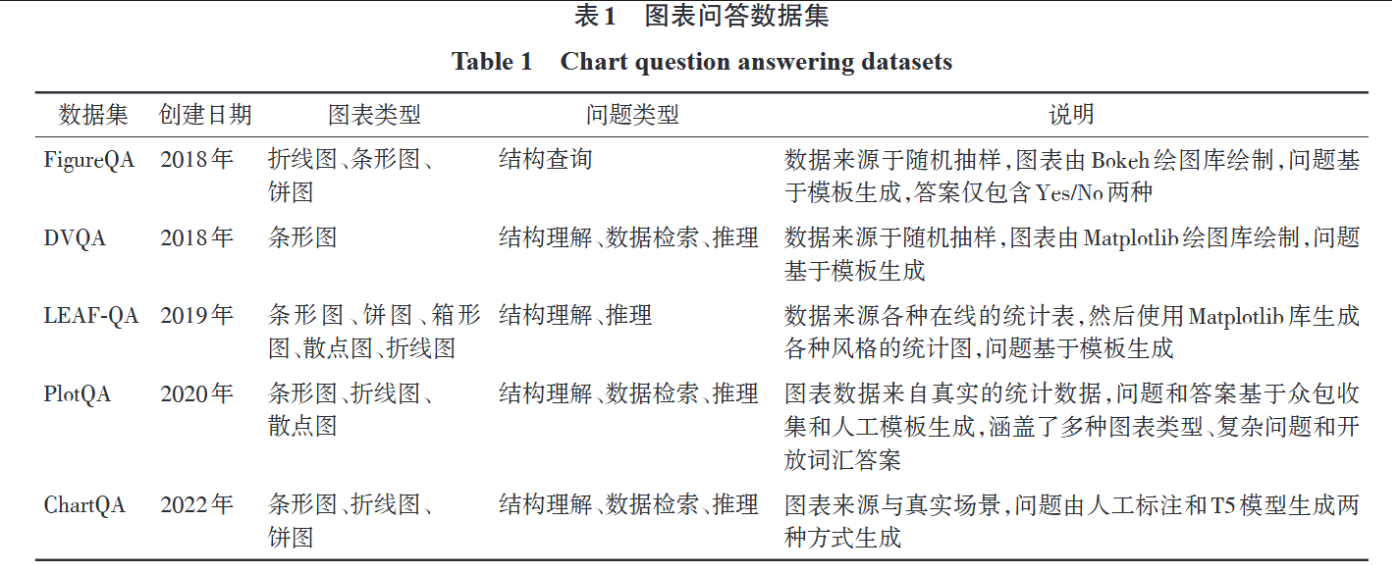 表1 图表问答数据集
Table 1 Chart question answering datasets
数据集 创建日期 图表类型 问题类型 说明
FigureQA 2018年 折线图、条形图、 结构查询 数据来源于随机抽样,图表由Bokeh绘图库绘制,问题基
饼图 于模板生成,答案仅包含Yes/No两种
DVQA 2018年 条形图 结构理解、数据检索、推理 数据来源于随机抽样,图表由Matplotlib绘图库绘制,问题
基于模板生成
LEAF-QA 2019年 条形图、饼图、箱形 结构理解、推理 数据来源各种在线的统计表,然后使用Matplotlib库生成
图、散点图、折线图 各种风格的统计图,问题基于模板生成
PlotQA 2020年 条形图、折线图、 结构理解、数据检索、推理 图表数据来自真实的统计数据,问题和答案基于众包收
散点图 集和人工模板生成,涵盖了多种图表类型、复杂问题和开
放词汇答案
ChartQA 2022年 条形图、折线图、 结构理解、数据检索、推理 图表来源与真实场景,问题由人工标注和T5模型生成两
饼图 种方式生成